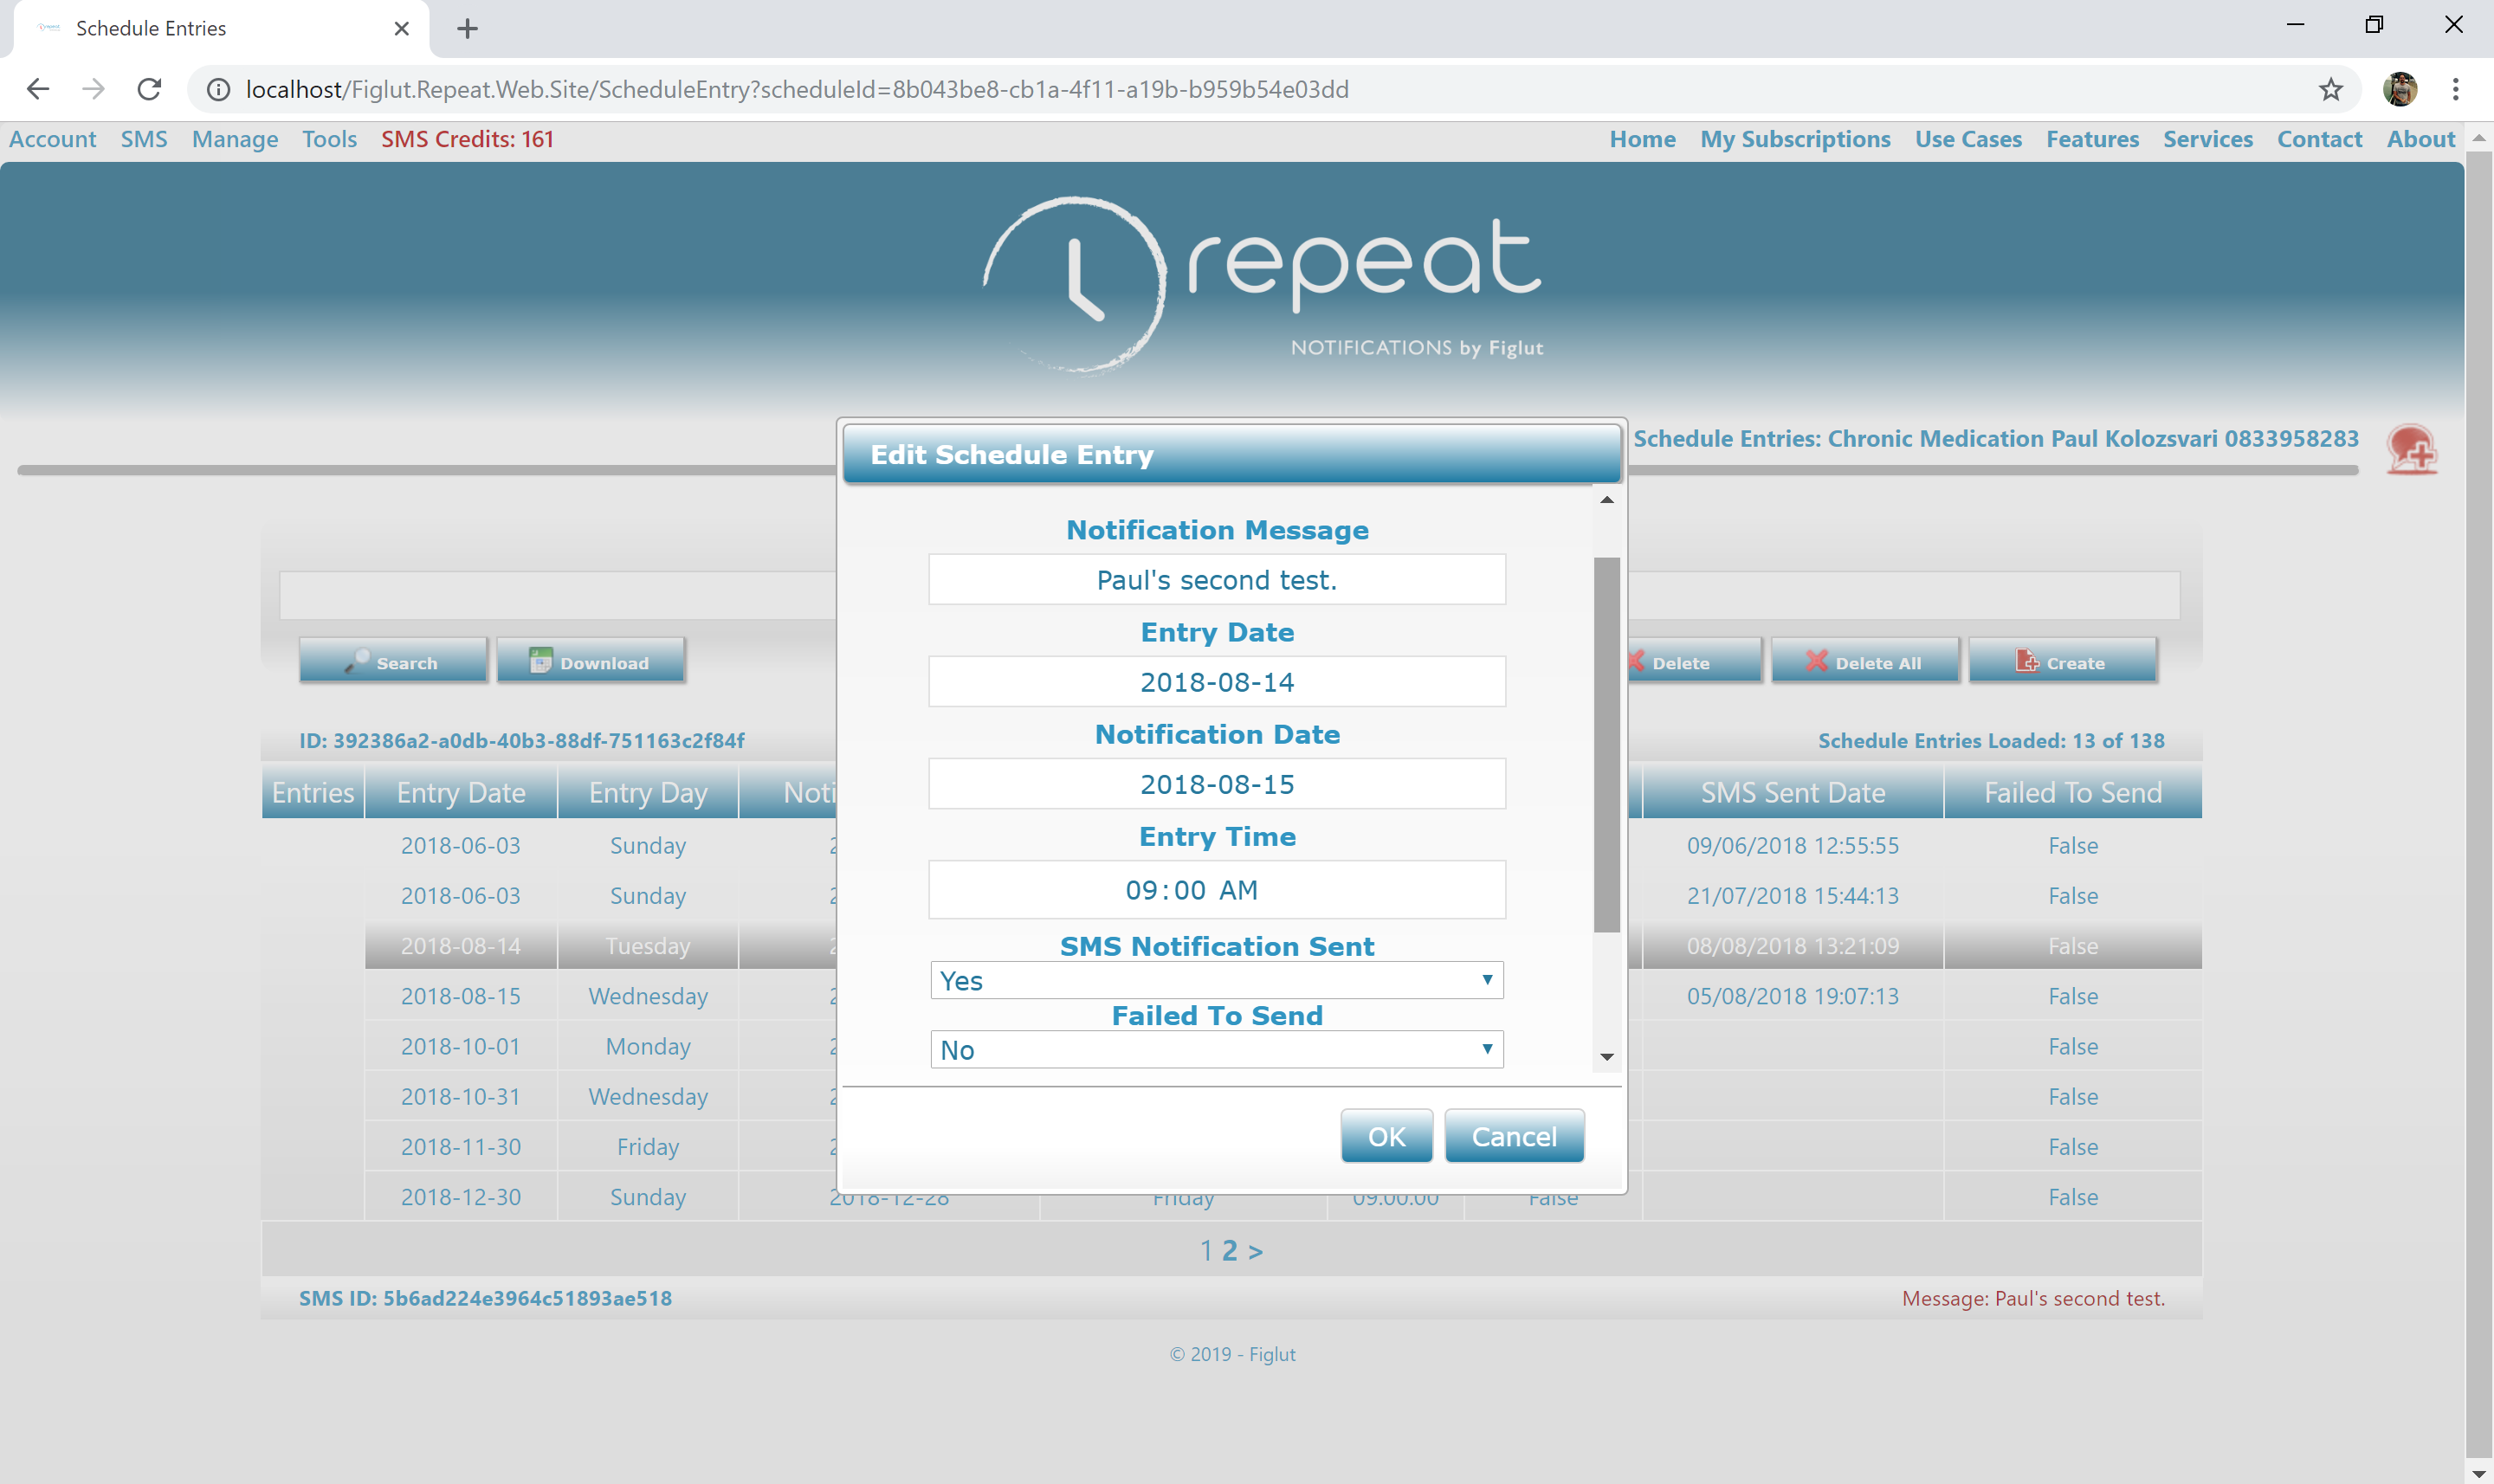 Schedule Entries
localhost/Figlut.Repeat.Web.Site/ScheduleEntry?scheduleId=8b043be8-cb1a-4f11-a19b-b959b54e03dd
Account SMS Manage Tools SMS Credits: 161 Home My Subscriptions Use Cases Features Services Contact About
repeat
NOTIFICATIONS by Figlut
Schedule Entries: Chronic Medication Paul Kolozsvari 0833958283
Edit Schedule Entry
Notification Message
Paul's second test.
Entry Date
2018-08-14
Notification Date
2018-08-15
Entry Time
09:00 AM
SMS Notification Sent
Yes
Failed To Send
No
OK Cancel
Search Download Delete Delete All Create
ID: 392386a2-a0db-40b3-88df-751163c2f84f Schedule Entries Loaded: 13 of 138
Entries Entry Date Entry Day Noti SMS Sent Date Failed To Send
2018-06-03 Sunday 09/06/2018 12:55:55 False
2018-06-03 Sunday 21/07/2018 15:44:13 False
2018-08-14 Tuesday 08/08/2018 13:21:09 False
2018-08-15 Wednesday 05/08/2018 19:07:13 False
2018-10-01 Monday False
2018-10-31 Wednesday False
2018-11-30 Friday False
2018-12-30 Sunday 2018-12-28 Friday 09:00:00 False False
1 2 >
SMS ID: 5b6ad224e3964c51893ae518 Message: Paul's second test.
© 2019 - Figlut